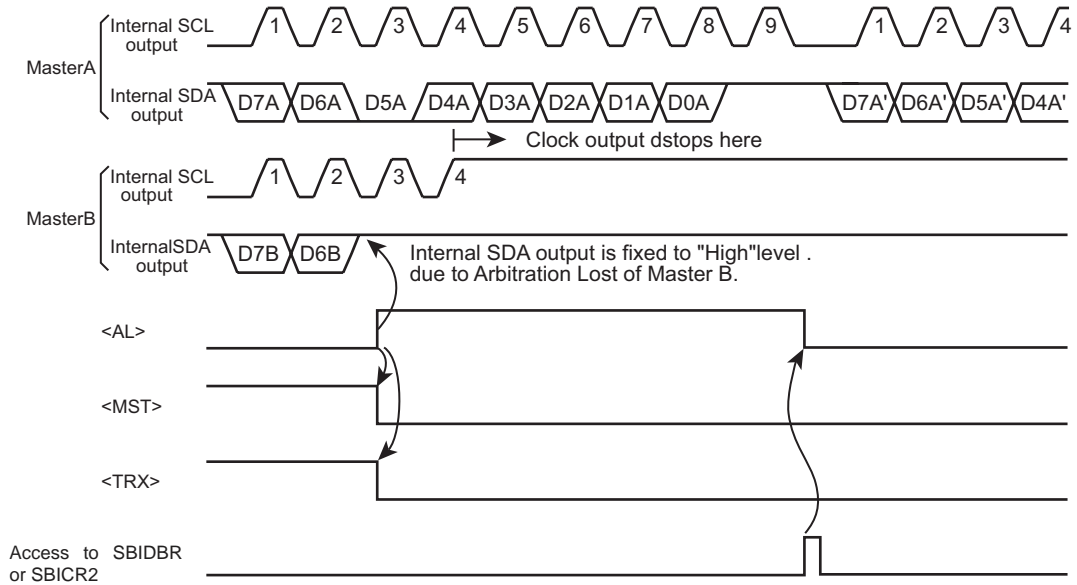 Internal SCL
output
1 2 3 4 5 6 7 8 9 1 2 3 4
MasterA
Internal SDA
output
D7A D6A D5A D4A D3A D2A D1A D0A D7A' D6A' D5A' D4A'
Clock output dstops here
Internal SCL
output
1 2 3 4
MasterB
InternalSDA
output
D7B D6B
Internal SDA output is fixed to "High"level .
due to Arbitration Lost of Master B.
<AL>
<MST>
<TRX>
Access to SBIDBR
or SBICR2